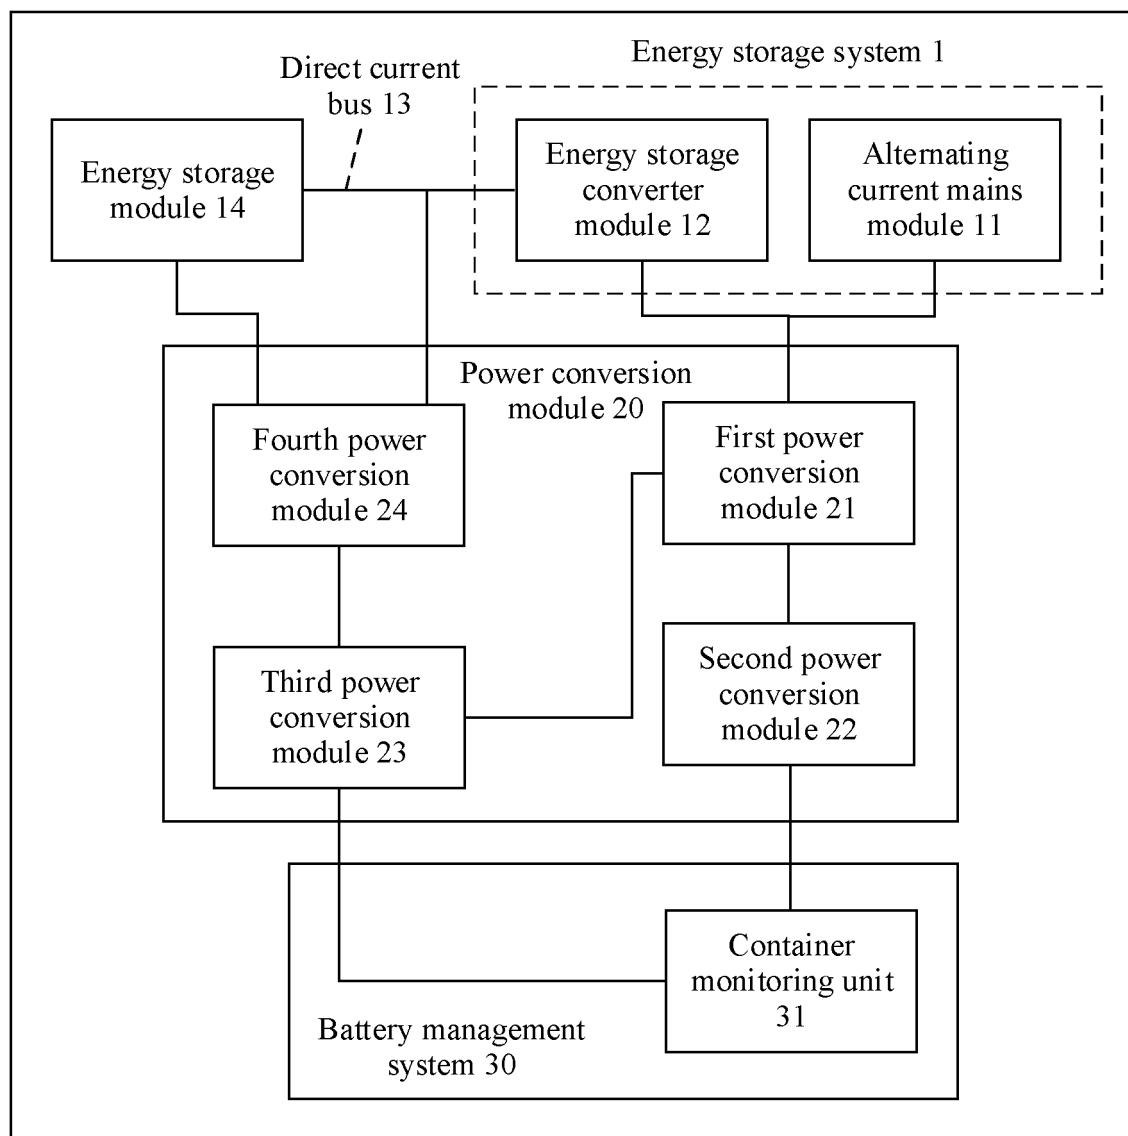 Energy storage system 1
Direct current
bus 13
Energy storage
module 14
Energy storage
converter
module 12
Alternating
current mains
module 11
Power conversion
module 20
Fourth power
conversion
module 24
First power
conversion
module 21
Third power
conversion
module 23
Second power
conversion
module 22
Container
monitoring unit
31
Battery management
system 30